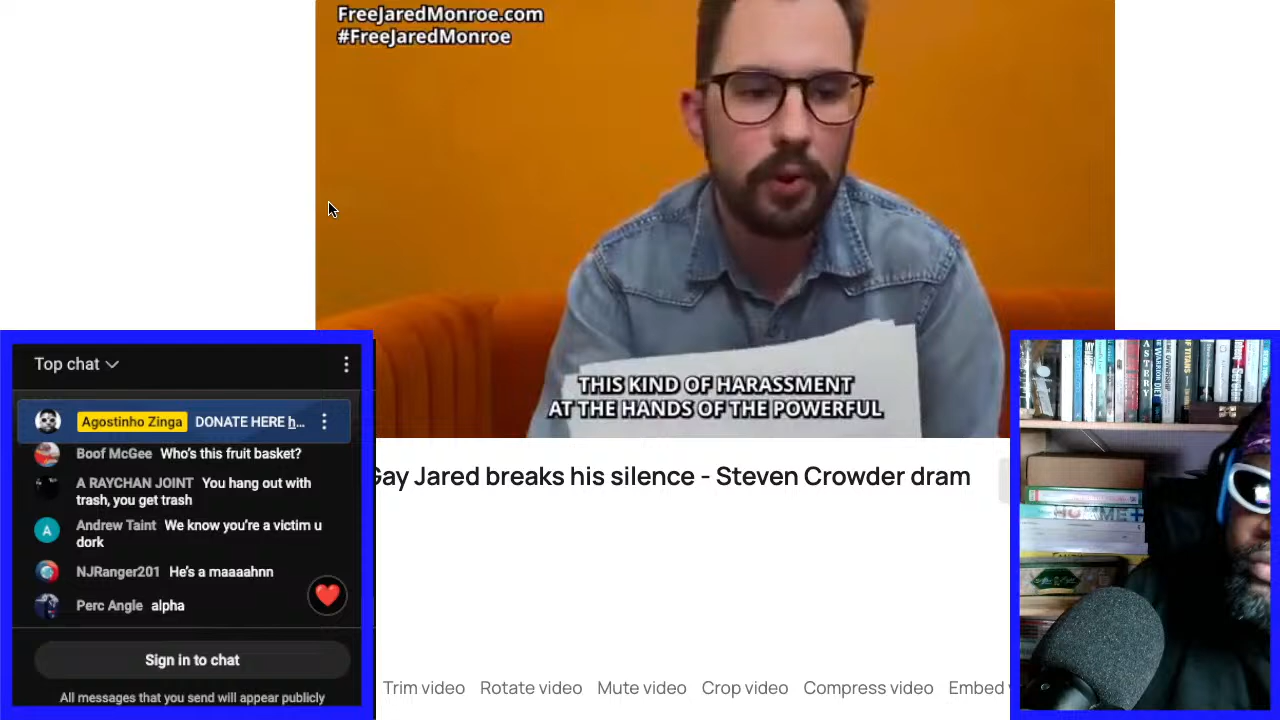 FreeJaredMonroe.com
#FreeJaredMonroe
THIS KIND OF HARASSMENT
AT THE HANDS OF THE POWERFUL
Gay Jared breaks his silence - Steven Crowder dram
Top chat
Agostinho Zinga DONATE HERE h...
Boof McGee Who's this fruit basket?
A RAYCHAN JOINT You hang out with
trash, you get trash
A
Andrew Taint We know you're a victim u
dork
NJRanger201 He's a maaaahnn
Perc Angle alpha
Sign in to chat
All messages that you send will appear publicly
Trim video Rotate video Mute video Crop video Compress video Embed